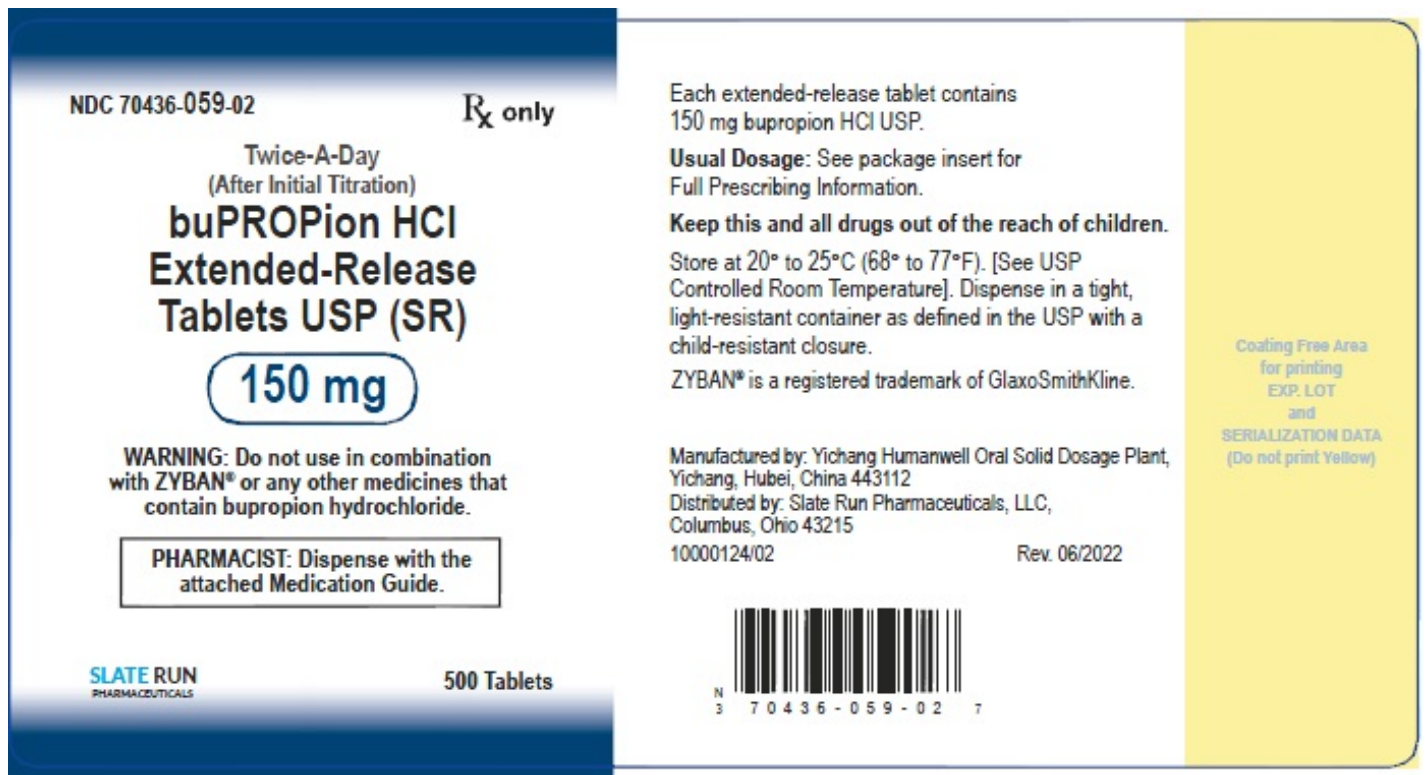 NDC 70436-059-02
Rx only
Twice-A-Day
(After Initial Titration)
buPROPion HCl
Extended-Release
Tablets USP (SR)
150 mg
WARNING: Do not use in combination
with ZYBAN® or any other medicines that
contain bupropion hydrochloride.
PHARMACIST: Dispense with the
attached Medication Guide.
SLATE RUN
PHARMACEUTICALS
500 Tablets
Each extended-release tablet contains
150 mg bupropion HCl USP.
Usual Dosage: See package insert for
Full Prescribing Information.
Keep this and all drugs out of the reach of children.
Store at 20° to 25°C (68° to 77°F). [See USP
Controlled Room Temperature]. Dispense in a tight,
light-resistant container as defined in the USP with a
child-resistant closure.
ZYBAN® is a registered trademark of GlaxoSmithKline.
Manufactured by: Yichang Humanwell Oral Solid Dosage Plant,
Yichang, Hubei, China 443112
Distributed by: Slate Run Pharmaceuticals, LLC,
Columbus, Ohio 43215
10000124/02
Rev. 06/2022
N
3 70436-059-02 7
Coating Free Area
for printing
EXP. LOT
and
SERIALIZATION DATA
(Do not print Yellow)